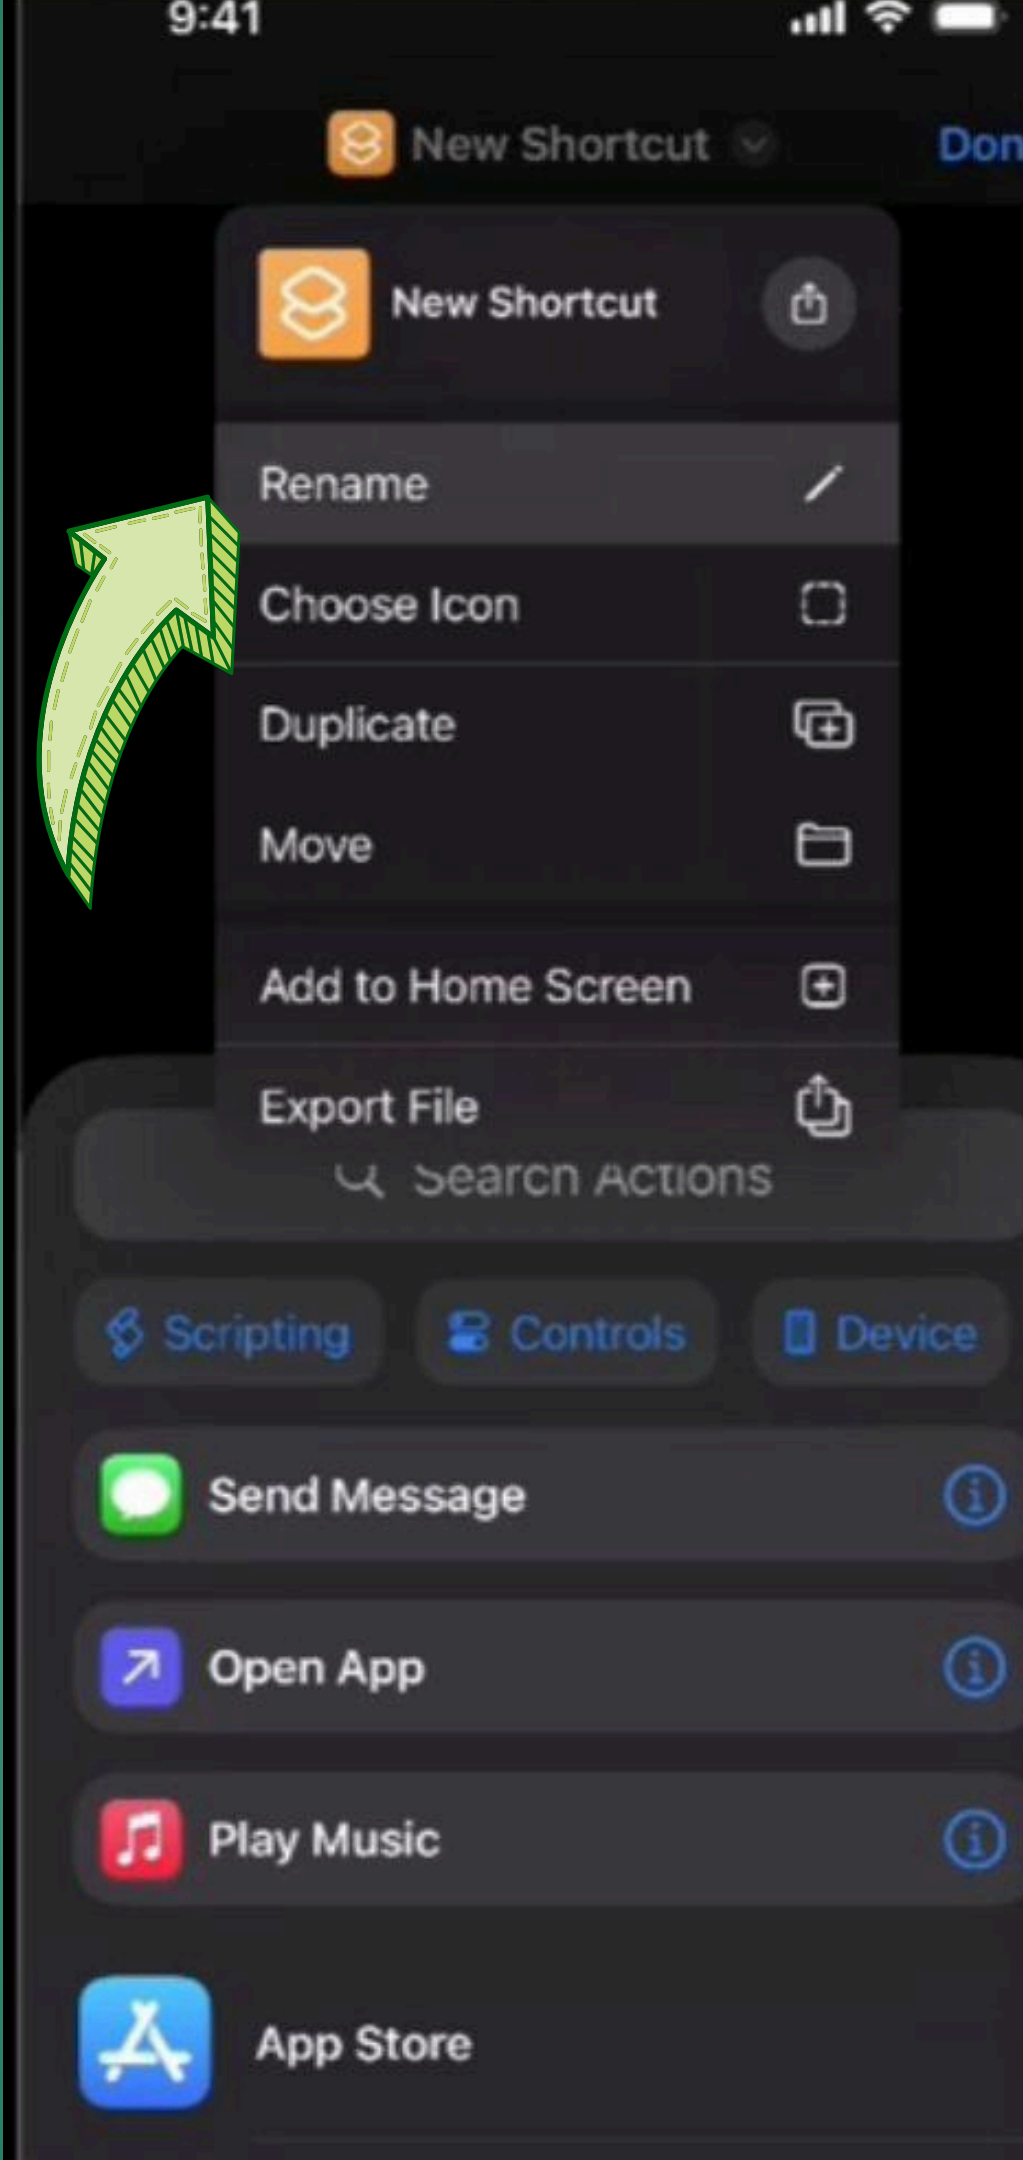 9:41
New Shortcut
Don
New Shortcut
Rename
Choose Icon
Duplicate
Move
Add to Home Screen
Export File
Search Actions
Scripting Controls Device
Send Message
Open App
Play Music
App Store